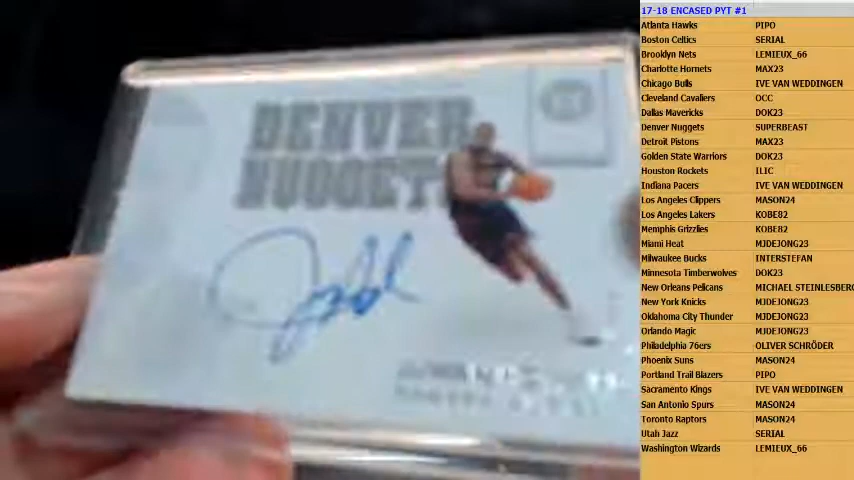 DENVER
NUGGETS
17-18 ENCASED PYT #1
Atlanta Hawks PIPO
Boston Celtics SERIAL
Brooklyn Nets LEMIEUX_66
Charlotte Hornets MAX23
Chicago Bulls IVE VAN WEDDINGEN
Cleveland Cavaliers OCC
Dallas Mavericks DOK23
Denver Nuggets SUPERBEAST
Detroit Pistons MAX23
Golden State Warriors DOK23
Houston Rockets ILIC
Indiana Pacers IVE VAN WEDDINGEN
Los Angeles Clippers MASON24
Los Angeles Lakers KOBE82
Memphis Grizzlies KOBE82
Miami Heat MJDEJONG23
Milwaukee Bucks INTERSTEFAN
Minnesota Timberwolves DOK23
New Orleans Pelicans MICHAEL STEINLESBERG
New York Knicks MJDEJONG23
Oklahoma City Thunder MJDEJONG23
Orlando Magic MJDEJONG23
Philadelphia 76ers OLIVER SCHRÖDER
Phoenix Suns MASON24
Portland Trail Blazers PIPO
Sacramento Kings IVE VAN WEDDINGEN
San Antonio Spurs MASON24
Toronto Raptors MASON24
Utah Jazz SERIAL
Washington Wizards LEMIEUX_66